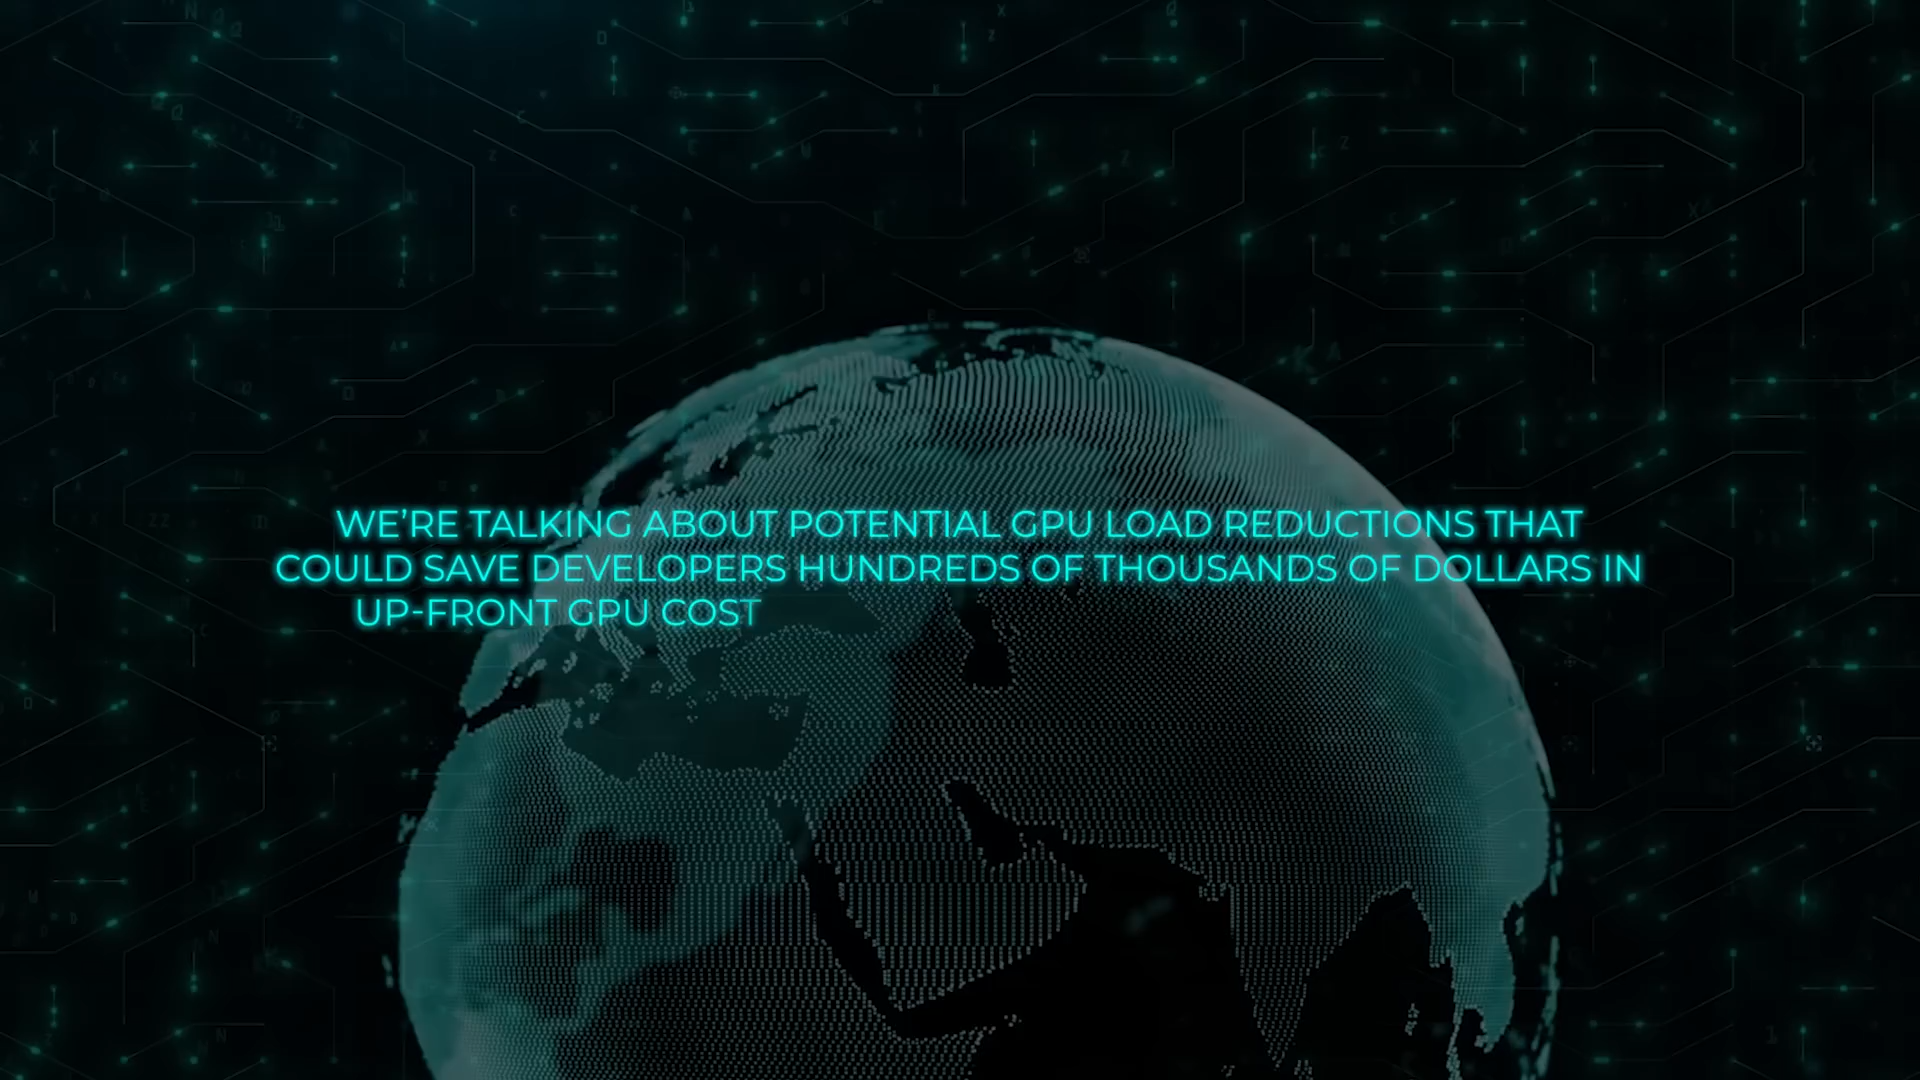 WE’RE TALKING ABOUT POTENTIAL GPU LOAD REDUCTIONS THAT
COULD SAVE DEVELOPERS HUNDREDS OF THOUSANDS OF DOLLARS IN
UP-FRONT GPU COST